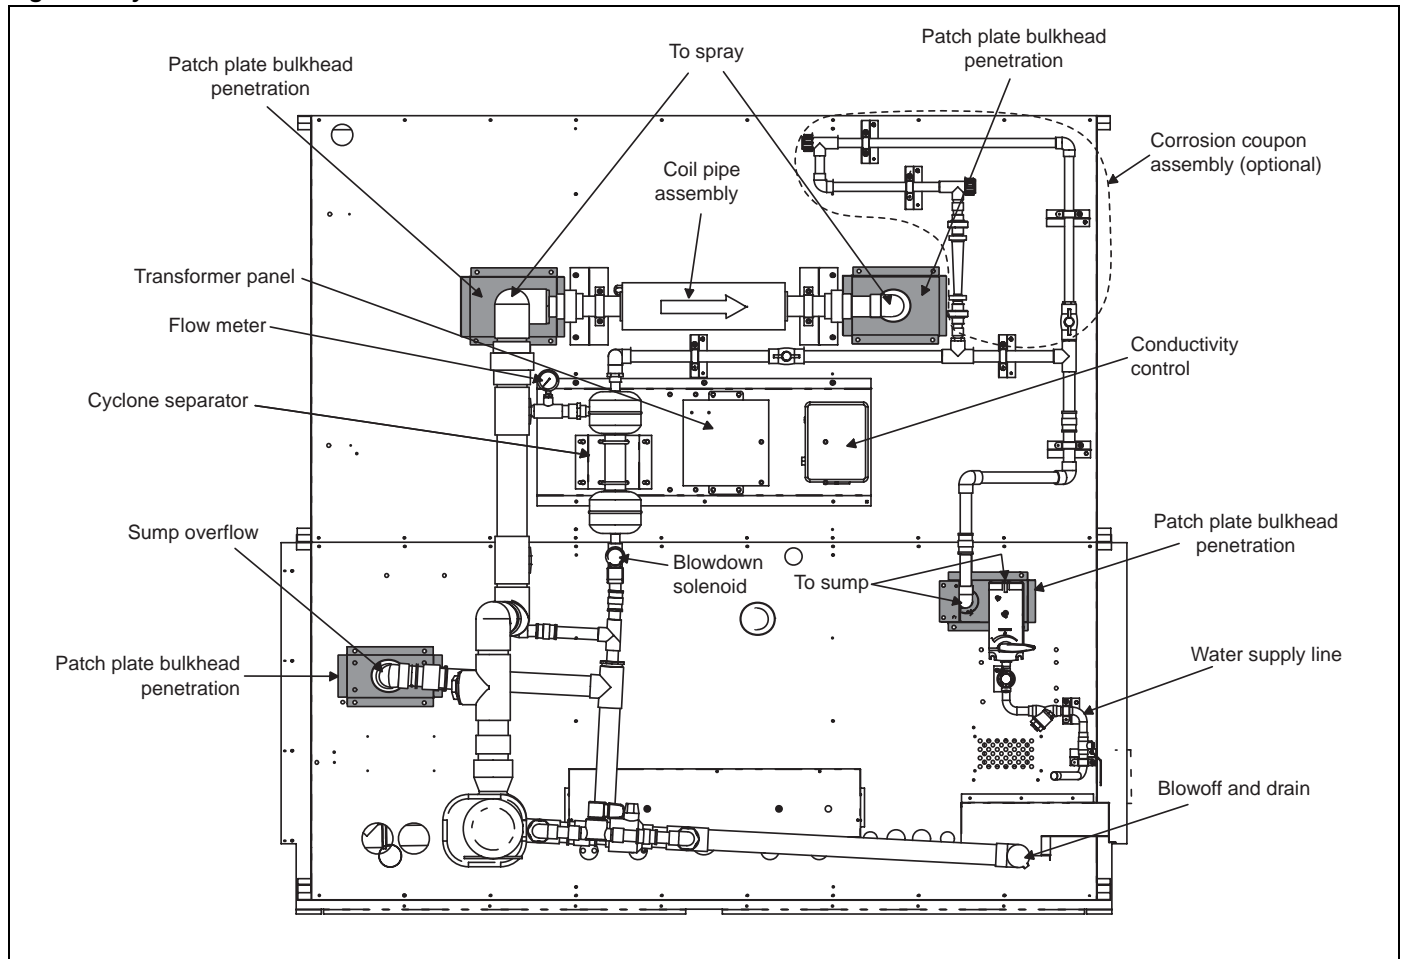 Patch plate bulkhead
penetration
To spray
Patch plate bulkhead
penetration
Corrosion coupon
assembly (optional)
Coil pipe
assembly
Transformer panel
Flow meter
Conductivity
control
Cyclone separator
Sump overflow
Patch plate bulkhead
penetration
Blowdown
solenoid
To sump
Water supply line
Patch plate bulkhead
penetration
Blowoff and drain